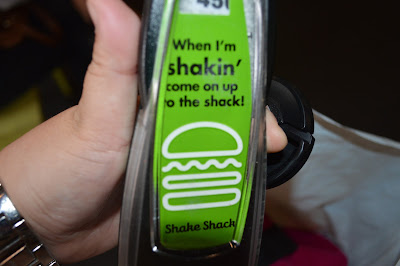 When I'm
shakin'
come on up
to the shack!
Shake Shack